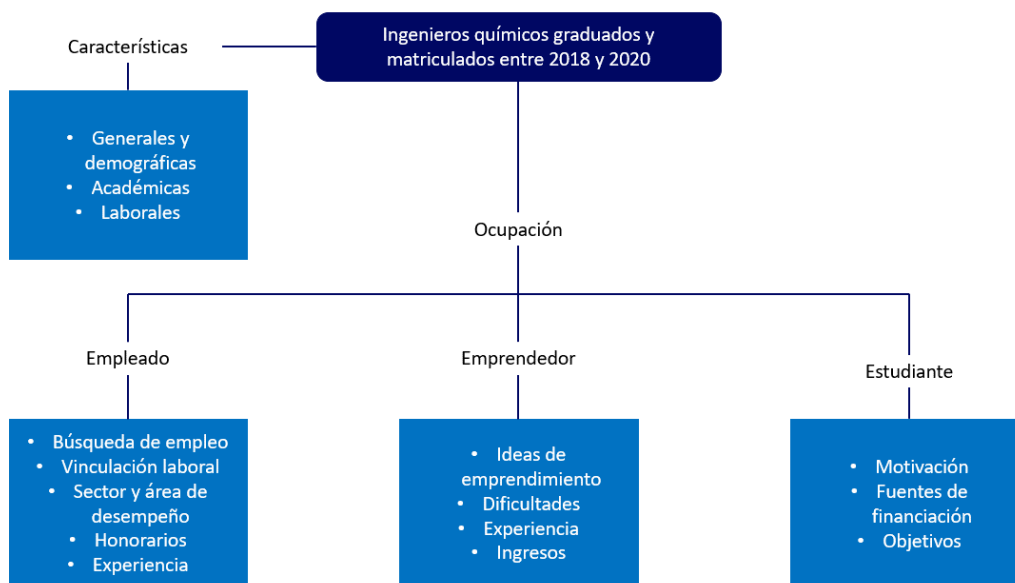 Ingenieros químicos graduados y
matriculados entre 2018 y 2020
Característícas
• Generales y
demográficas
• Académicas
• Laborales
Ocupación
Empleado
Emprendedor
Estudiante
• Búsqueda de empleo
• Vinculación laboral
• Sector y área de
desempeño
• Honorarios
• Experiencia
• Ideas de
emprendimiento
• Dificultades
• Experiencia
• Ingresos
• Motivación
• Fuentes de
financiación
• Objetivos